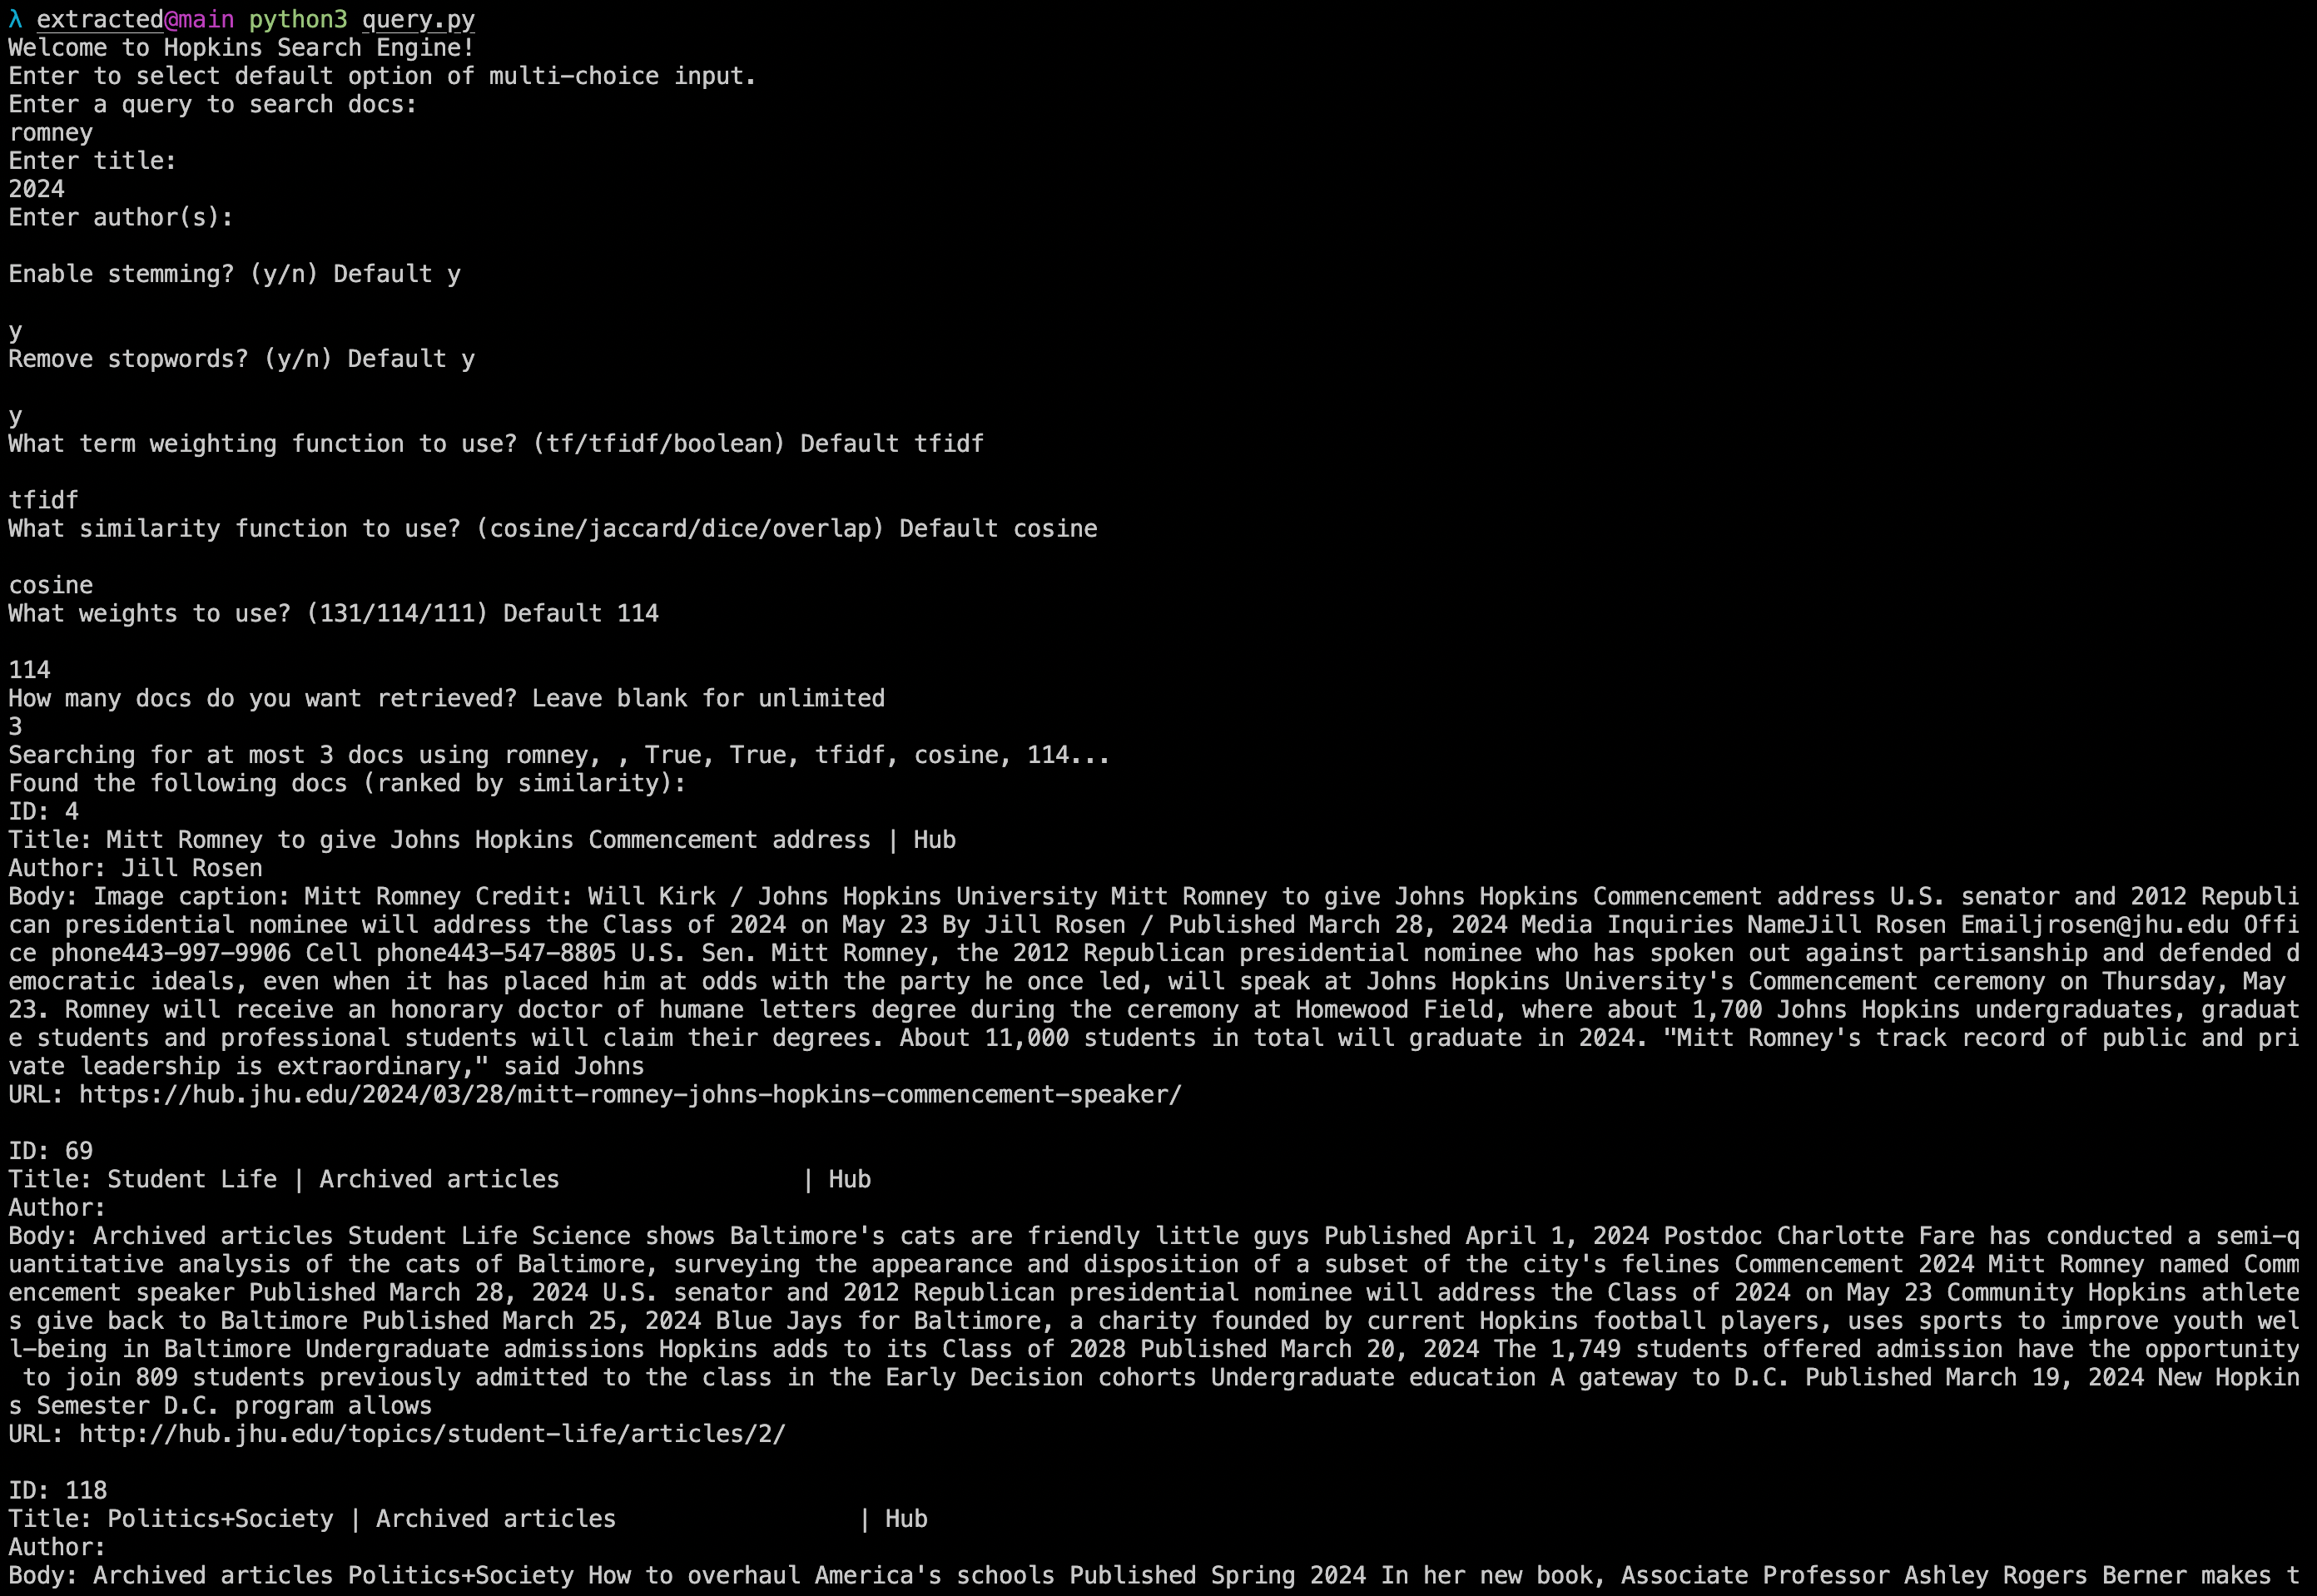 λ extracted@main python3 query.py
Welcome to Hopkins Search Engine!
Enter to select default option of multi-choice input.
Enter a query to search docs:
romney
Enter title:
2024
Enter author(s):
Enable stemming? (y/n) Default y
y
Remove stopwords? (y/n) Default y
y
What term weighting function to use? (tf/tfidf/boolean) Default tfidf
tfidf
What similarity function to use? (cosine/jaccard/dice/overlap) Default cosine
cosine
What weights to use? (131/114/111) Default 114
114
How many docs do you want retrieved? Leave blank for unlimited
3
Searching for at most 3 docs using romney, , True, True, tfidf, cosine, 114...
Found the following docs (ranked by similarity):
ID: 4
Title: Mitt Romney to give Johns Hopkins Commencement address | Hub
Author: Jill Rosen
Body: Image caption: Mitt Romney Credit: Will Kirk / Johns Hopkins University Mitt Romney to give Johns Hopkins Commencement address U.S. senator and 2012 Republi
can presidential nominee will address the Class of 2024 on May 23 By Jill Rosen / Published March 28, 2024 Media Inquiries NameJill Rosen Emailjrosen@jhu.edu Offi
ce phone443-997-9906 Cell phone443-547-8805 U.S. Sen. Mitt Romney, the 2012 Republican presidential nominee who has spoken out against partisanship and defended d
emocratic ideals, even when it has placed him at odds with the party he once led, will speak at Johns Hopkins University's Commencement ceremony on Thursday, May
23. Romney will receive an honorary doctor of humane letters degree during the ceremony at Homewood Field, where about 1,700 Johns Hopkins undergraduates, graduat
e students and professional students will claim their degrees. About 11,000 students in total will graduate in 2024. "Mitt Romney's track record of public and pri
vate leadership is extraordinary," said Johns
URL: https://hub.jhu.edu/2024/03/28/mitt-romney-johns-hopkins-commencement-speaker/
ID: 69
Title: Student Life | Archived articles | Hub
Author:
Body: Archived articles Student Life Science shows Baltimore's cats are friendly little guys Published April 1, 2024 Postdoc Charlotte Fare has conducted a semi-q
uantitative analysis of the cats of Baltimore, surveying the appearance and disposition of a subset of the city's felines Commencement 2024 Mitt Romney named Comm
encement speaker Published March 28, 2024 U.S. senator and 2012 Republican presidential nominee will address the Class of 2024 on May 23 Community Hopkins athlete
s give back to Baltimore Published March 25, 2024 Blue Jays for Baltimore, a charity founded by current Hopkins football players, uses sports to improve youth wel
l-being in Baltimore Undergraduate admissions Hopkins adds to its Class of 2028 Published March 20, 2024 The 1,749 students offered admission have the opportunity
to join 809 students previously admitted to the class in the Early Decision cohorts Undergraduate education A gateway to D.C. Published March 19, 2024 New Hopkin
s Semester D.C. program allows
URL: http://hub.jhu.edu/topics/student-life/articles/2/
ID: 118
Title: Politics+Society | Archived articles | Hub
Author:
Body: Archived articles Politics+Society How to overhaul America's schools Published Spring 2024 In her new book, Associate Professor Ashley Rogers Berner makes t